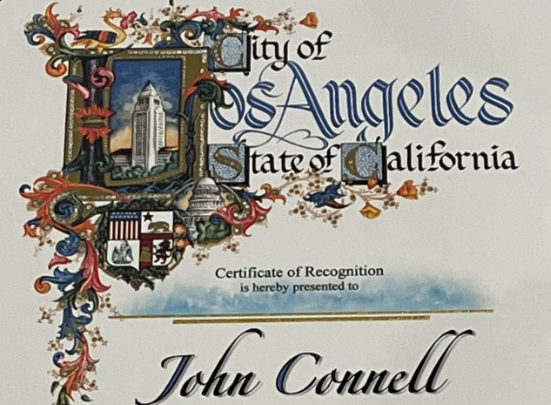 City of
Los Angeles
State of California
Certificate of Recognition
is hereby presented to
John Connell